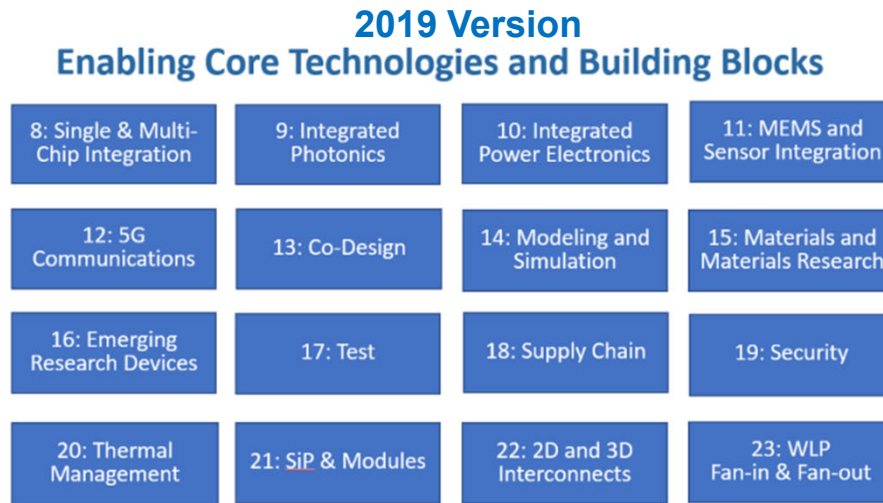 2019 Version
Enabling Core Technologies and Building Blocks
8: Single & Multi-
Chip Integration
9: Integrated
Photonics
10: Integrated
Power Electronics
11: MEMS and
Sensor Integration
12: 5G
Communications
13: Co-Design
14: Modeling and
Simulation
15: Materials and
Materials Research
16: Emerging
Research Devices
17: Test
18: Supply Chain
19: Security
20: Thermal
Management
21: SiP & Modules
22: 2D and 3D
Interconnects
23: WLP
Fan-in & Fan-out